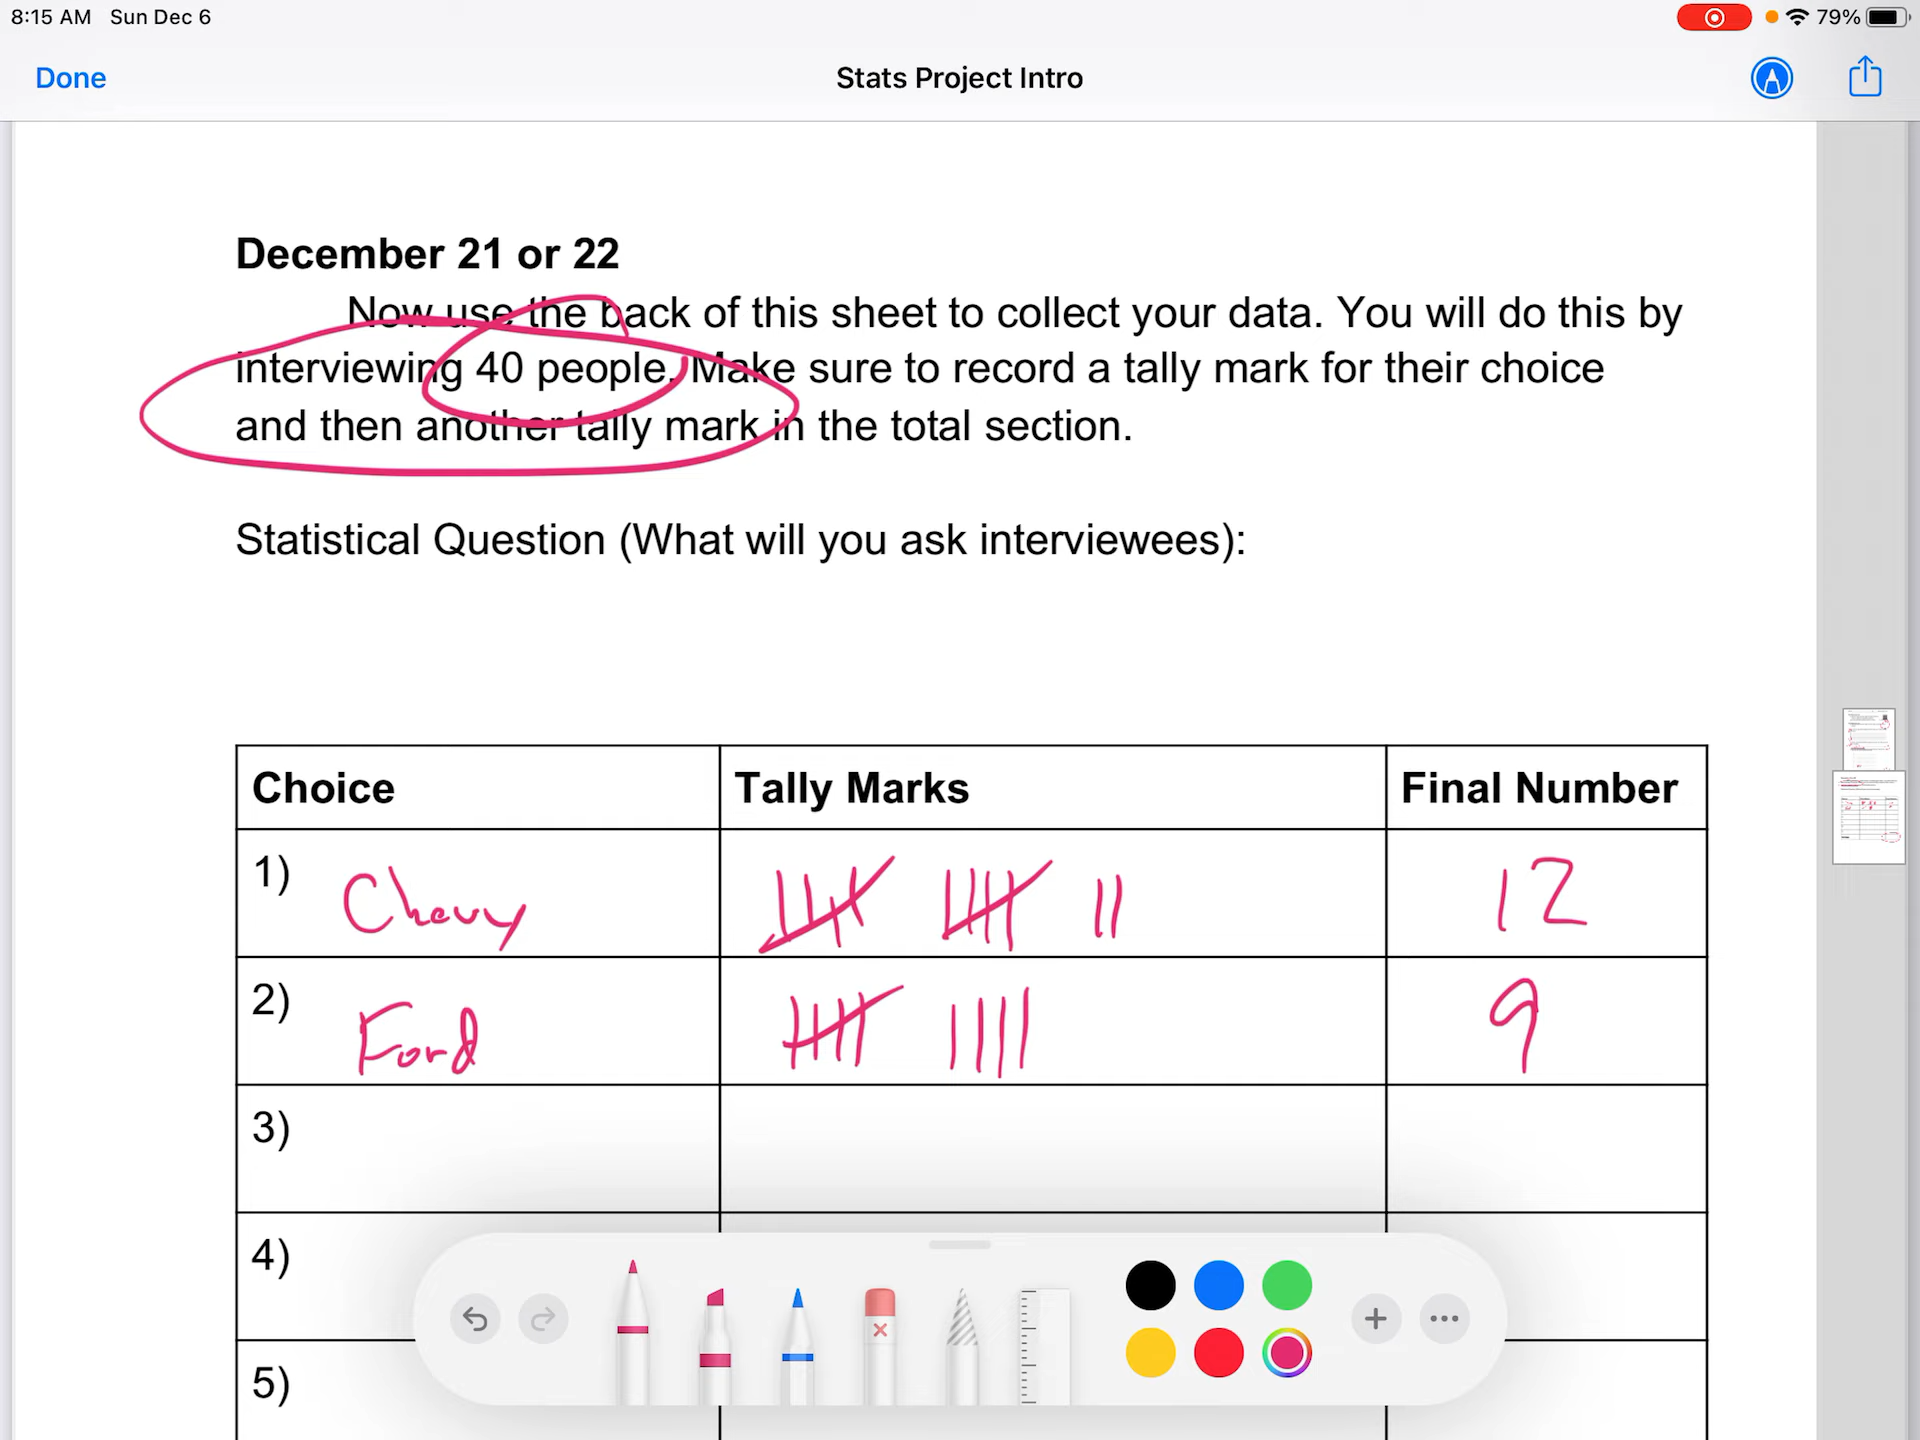 8:15 AM Sun Dec 6
79%
Done
Stats Project Intro
December 21 or 22
Now use the back of this sheet to collect your data. You will do this by
interviewing 40 people. Make sure to record a tally mark for their choice
and then another tally mark in the total section.
Statistical Question (What will you ask interviewees):
Choice Tally Marks Final Number
1) Chevy 12
2) Ford 9
3)
4)
5)